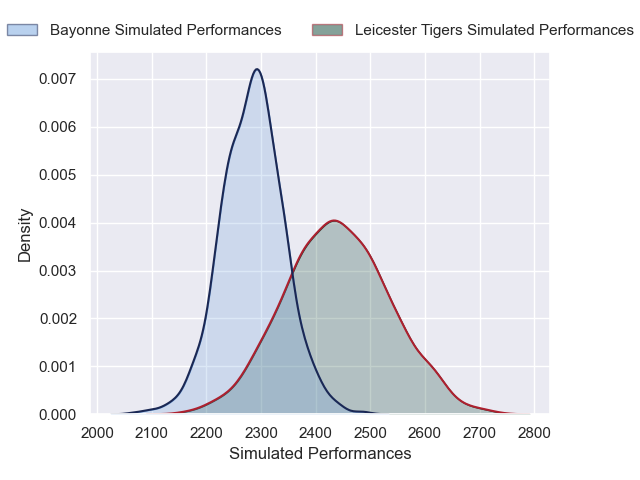 Bayonne Simulated Performances
Leicester Tigers Simulated Performances
0.007
0.006
0.005
0.004
0.003
0.002
0.001
0.000
Density
2000 2100 2200 2300 2400 2500 2600 2700 2800
Simulated Performances